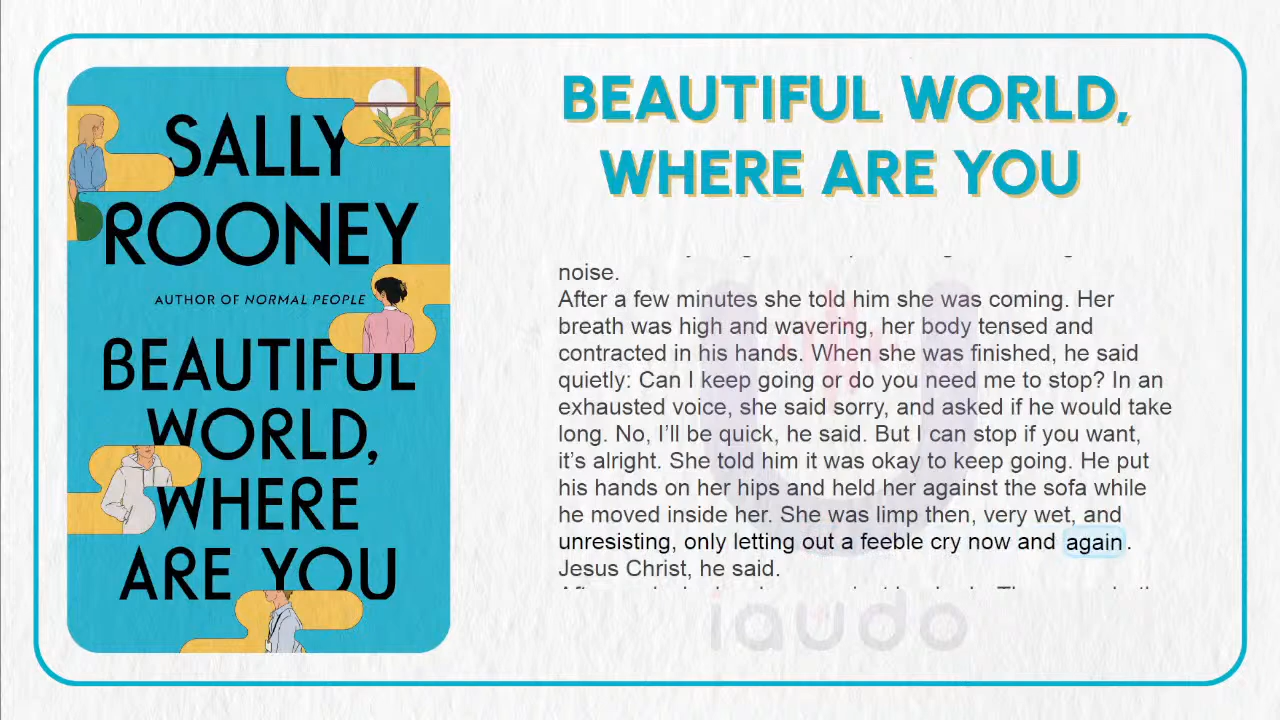 SALLY
ROONEY
AUTHOR OF NORMAL PEOPLE
BEAUTIFUL
WORLD,
WHERE
ARE YOU
BEAUTIFUL WORLD,
WHERE ARE YOU
noise.
After a few minutes she told him she was coming. Her
breath was high and wavering, her body tensed and
contracted in his hands. When she was finished, he said
quietly: Can I keep going or do you need me to stop? In an
exhausted voice, she said sorry, and asked if he would take
long. No, I’ll be quick, he said. But I can stop if you want,
it’s alright. She told him it was okay to keep going. He put
his hands on her hips and held her against the sofa while
he moved inside her. She was limp then, very wet, and
unresisting, only letting out a feeble cry now and again.
Jesus Christ, he said.
iaudo